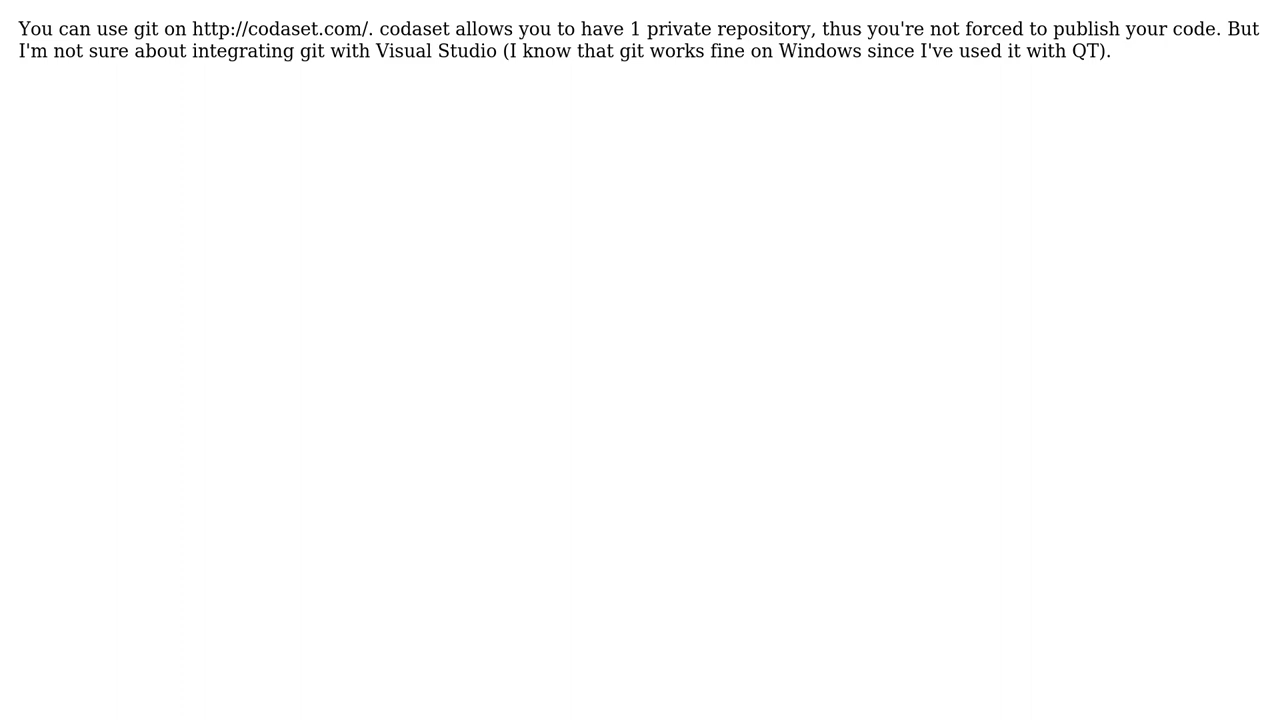 You can use git on http://codaset.com/. codaset allows you to have 1 private repository, thus you're not forced to publish your code. But
I'm not sure about integrating git with Visual Studio (I know that git works fine on Windows since I've used it with QT).